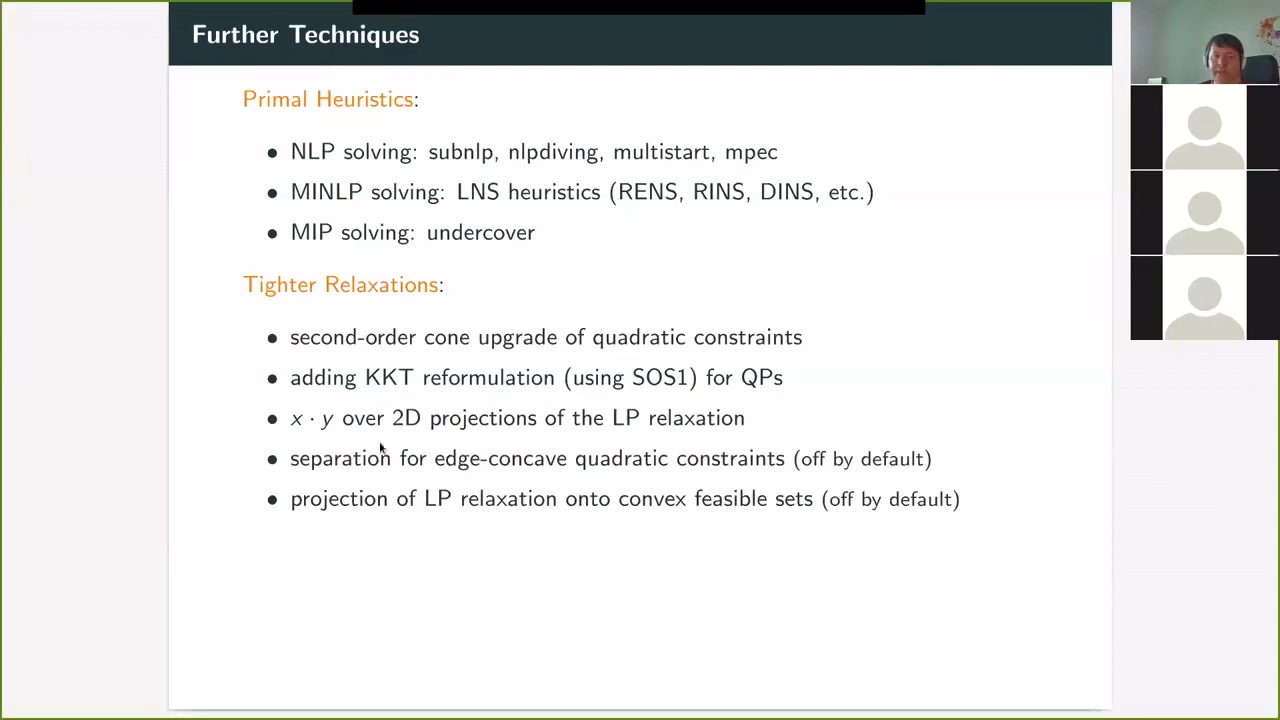 Further Techniques
Primal Heuristics:
• NLP solving: subnlp, nlpdiving, multistart, mpec
• MINLP solving: LNS heuristics (RENS, RINS, DINS, etc.)
• MIP solving: undercover
Tighter Relaxations:
• second-order cone upgrade of quadratic constraints
• adding KKT reformulation (using SOS1) for QPs
• x · y over 2D projections of the LP relaxation
• separation for edge-concave quadratic constraints (off by default)
• projection of LP relaxation onto convex feasible sets (off by default)